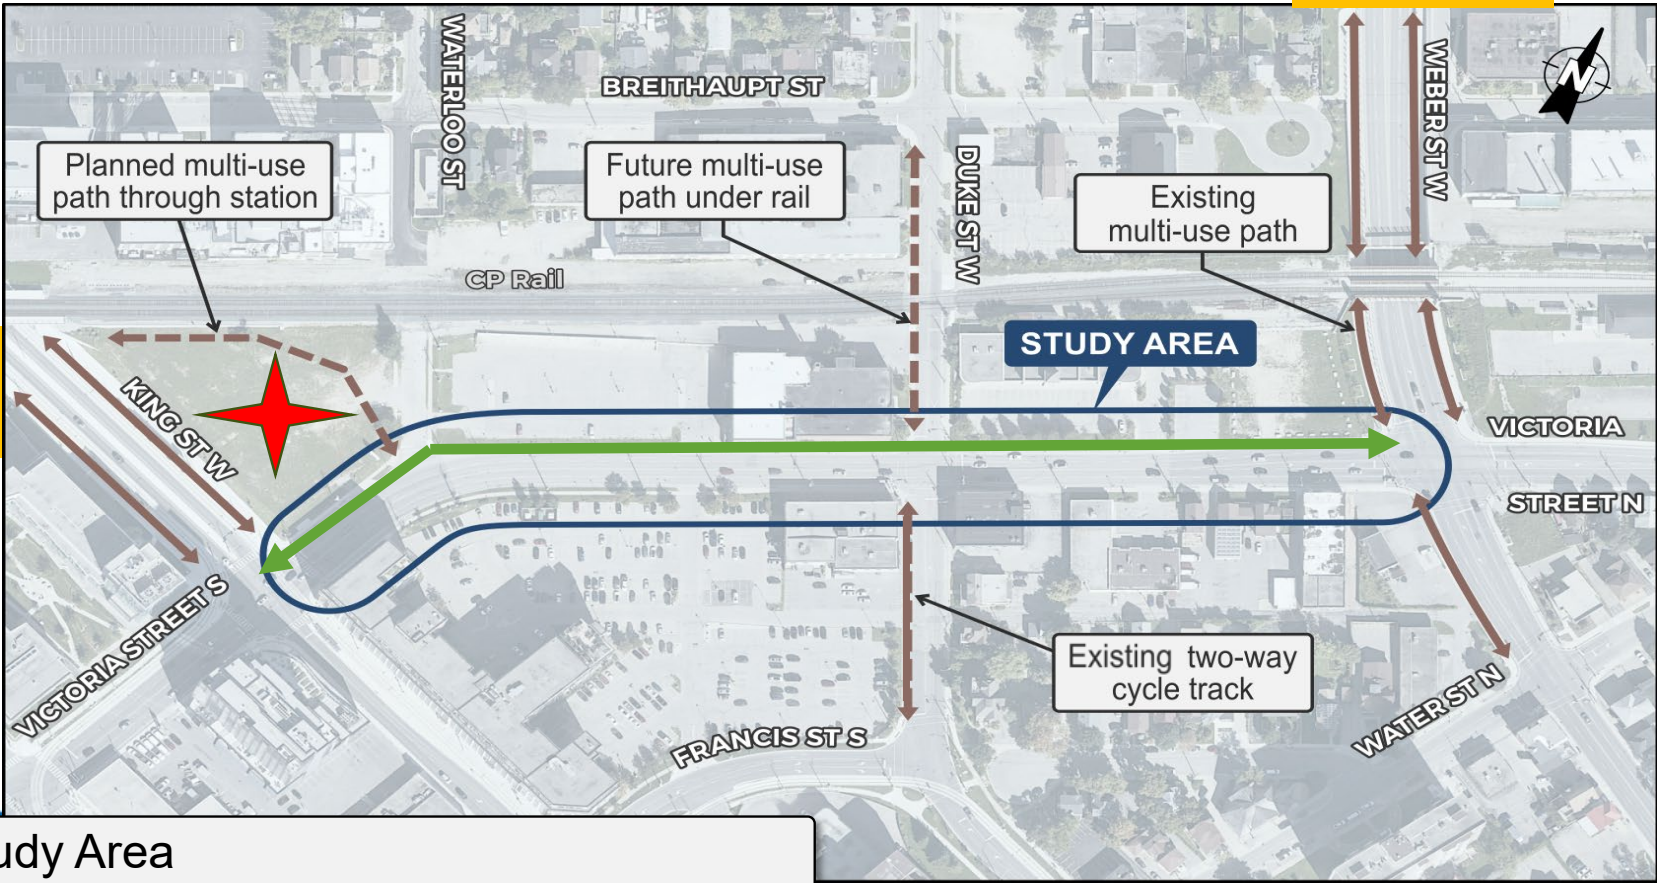 WATERLOO ST
BREITHAUPT ST
WEBER ST W
N
Planned multi-use
path through station
Future multi-use
path under rail
DUKE ST W
Existing
multi-use path
CP Rail
STUDY AREA
KING ST W
VICTORIA
STREET N
VICTORIA STREET S
Existing two-way
cycle track
FRANCIS ST S
WATER ST N
udy Area